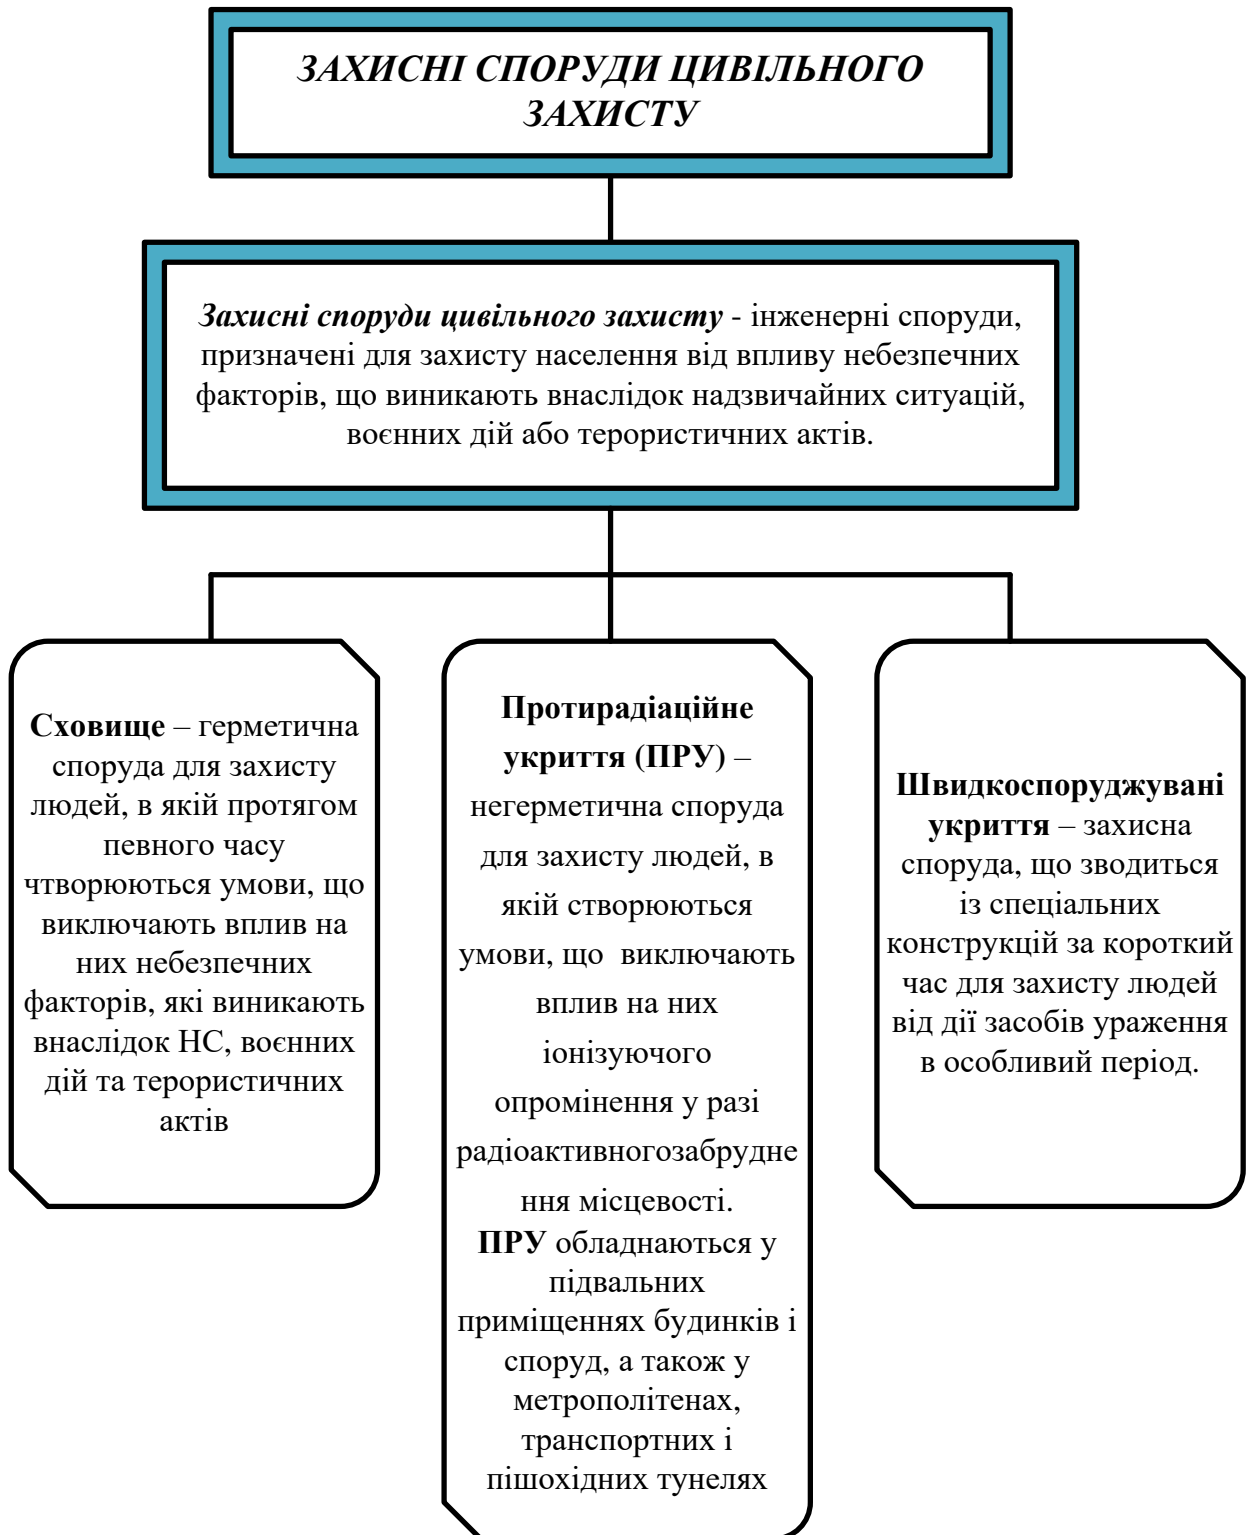 ЗАХИСНІ СПОРУДИ ЦИВІЛЬНОГО
ЗАХИСТУ
Захисні споруди цивільного захисту - інженерні споруди,
призначені для захисту населення від впливу небезпечних
факторів, що виникають внаслідок надзвичайних ситуацій,
воєнних дій або терористичних актів.
Сховище – герметична
споруда для захисту
людей, в якій протягом
певного часу
чтворюються умови, що
виключають вплив на
них небезпечних
факторів, які виникають
внаслідок НС, воєнних
дій та терористичних
актів
Протирадіаційне
укриття (ПРУ) –
негерметична споруда
для захисту людей, в
якій створюються
умови, що  виключають
вплив на них
іонізуючого
опромінення у разі
радіоактивногозабрудне
ння місцевості.
ПРУ обладнаються у
підвальних
приміщеннях будинків і
споруд, а також у
метрополітенах,
транспортних і
пішохідних тунелях
Швидкоспоруджувані
укриття – захисна
споруда, що зводиться
із спеціальних
конструкцій за короткий
час для захисту людей
від дії засобів ураження
в особливий період.